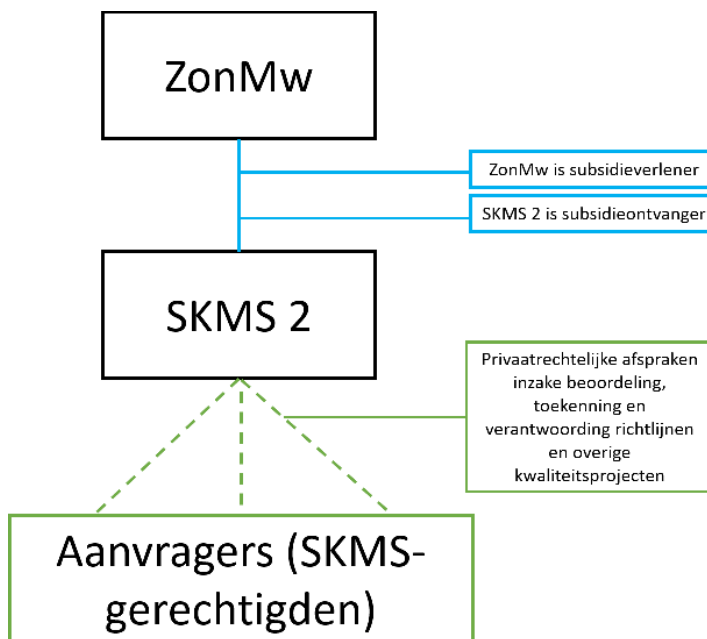 ZonMw
ZonMw is subsidieverlener
SKMS 2 is subsidieontvanger
SKMS 2
Privaatrechtelijke afspraken
inzake beoordeling,
toekenning en
verantwoording richtlijnen
en overige
kwaliteitsprojecten
Aanvragers (SKMS-
gerechtigden)